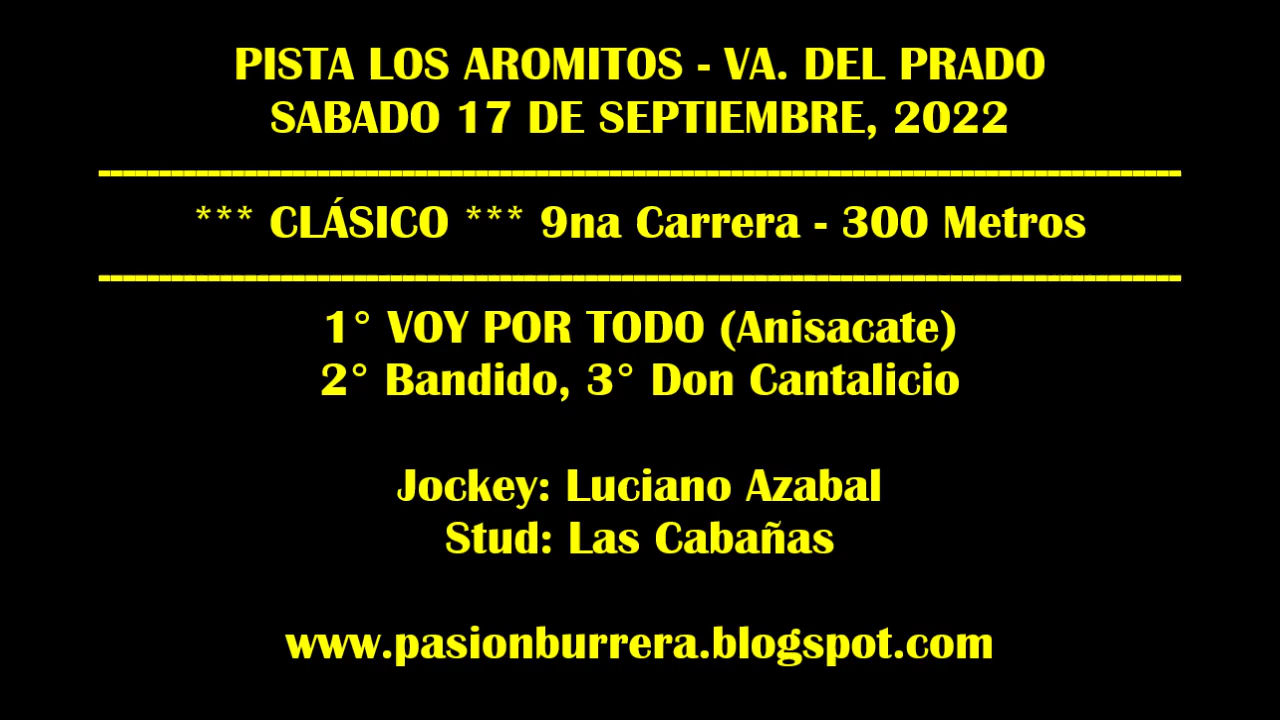 PISTA LOS AROMITOS - VA. DEL PRADO
SABADO 17 DE SEPTIEMBRE, 2022
*** CLÁSICO *** 9na Carrera - 300 Metros
1° VOY POR TODO (Anisacate)
2° Bandido, 3° Don Cantalicio
Jockey: Luciano Azabal
Stud: Las Cabañas
www.pasionburrera.blogspot.com